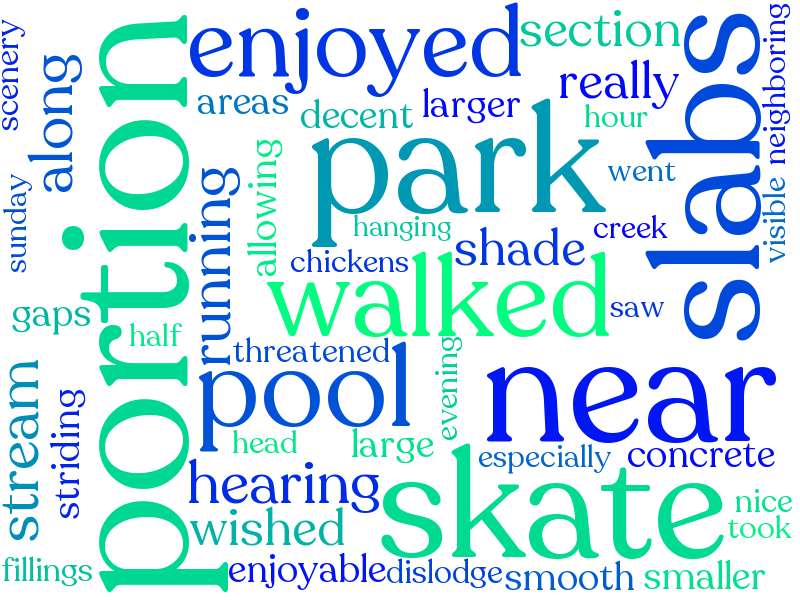 scenery
enjoyed
section
neighboring
along
portion
areas
decent
larger
really
hour
slabs
park
went
sunday
running
allowing
hanging
creek
visible
chickens
shade
walked
saw
gaps
half
threatened
stream
striding
pool
evening
near
head
large
especially
concrete
hearing
skate
wished
nice
took
fillings
enjoyable
dislodge
smooth
smaller